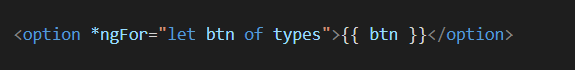 <option *ngFor="let btn of types">{{ btn }}</option>